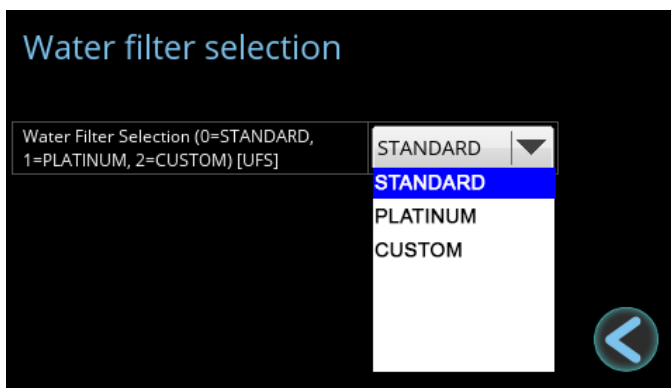 Water filter selection
Water Filter Selection (0=STANDARD,
1=PLATINUM, 2=CUSTOM) [UFS]
STANDARD
STANDARD
PLATINUM
CUSTOM